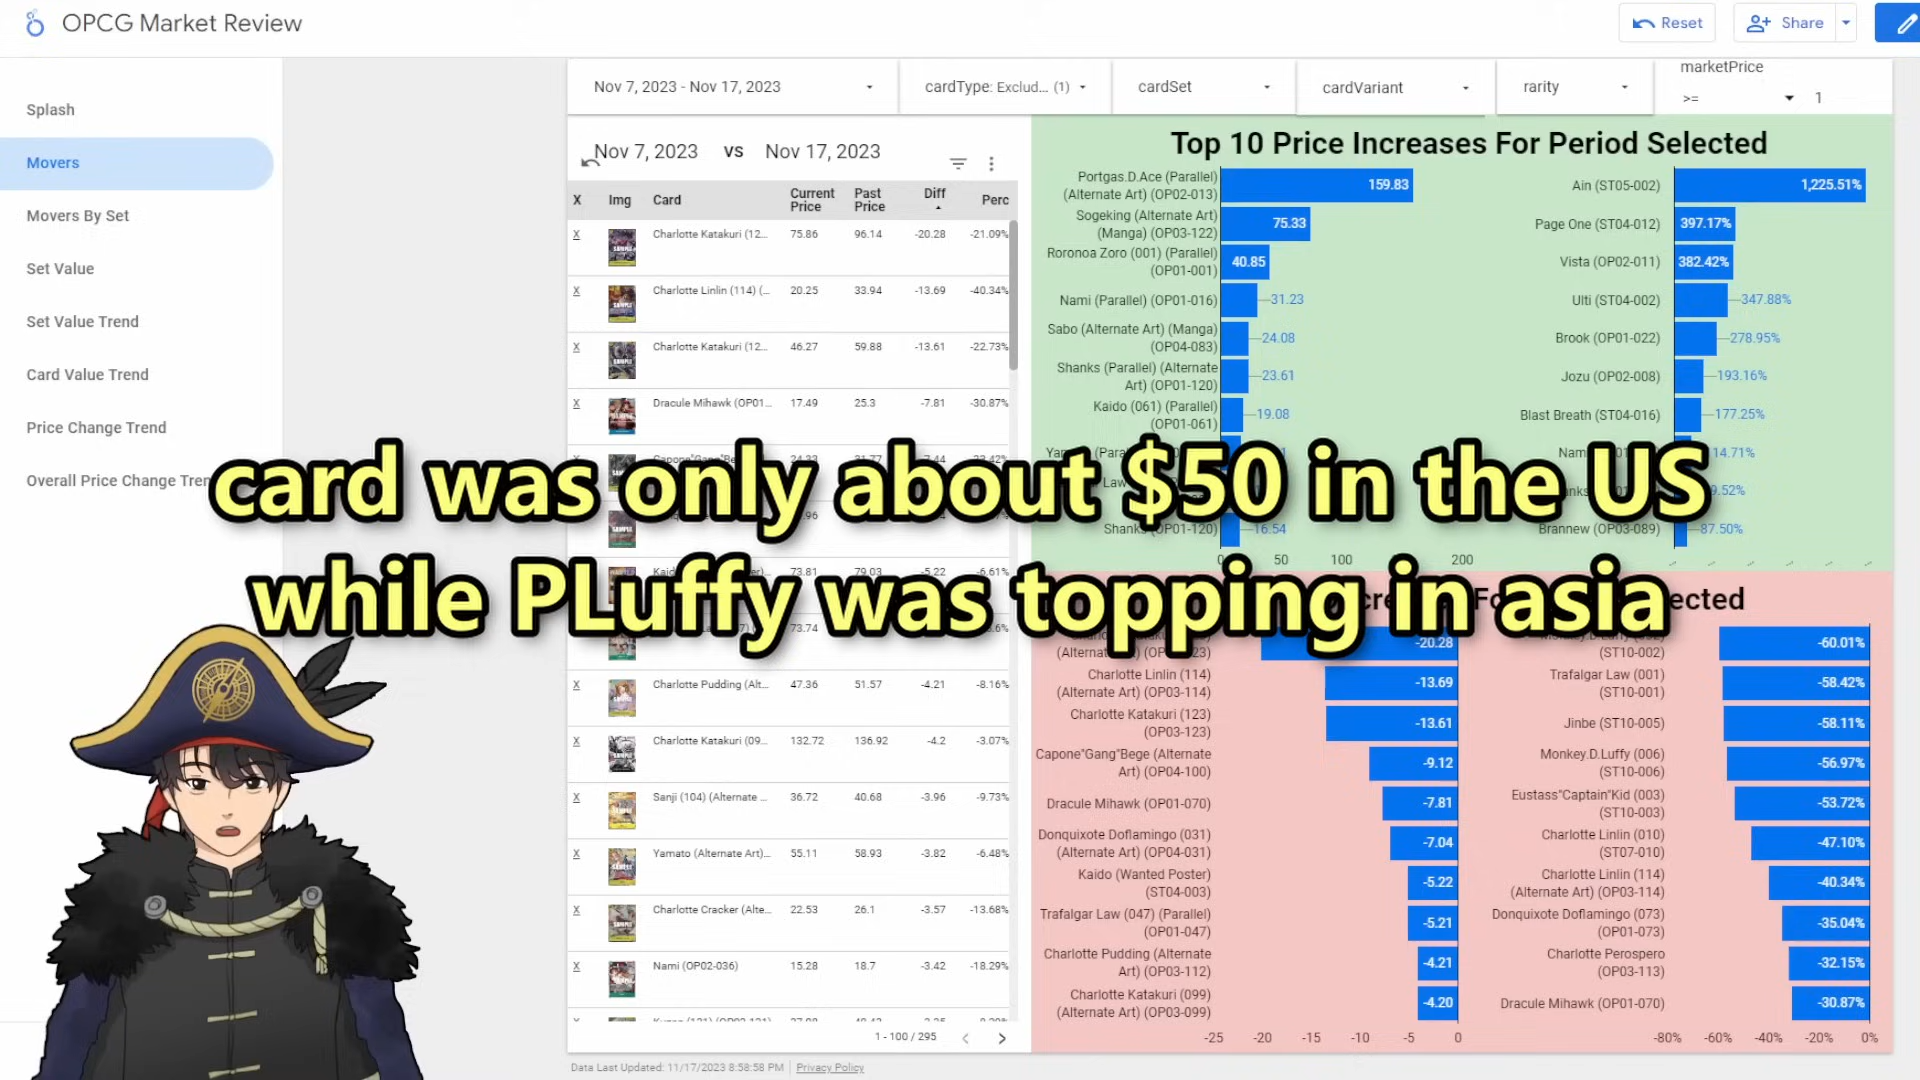 OPCG Market Review
Reset
Share
Splash
Movers
Movers By Set
Set Value
Set Value Trend
Card Value Trend
Price Change Trend
Overall Price Change Tren
Nov 7, 2023 - Nov 17, 2023
cardType: Exclud... (1)
cardSet
cardVariant
rarity
marketPrice
>= 1
Nov 7, 2023 VS Nov 17, 2023
X Img Card Current Price Past Price Diff Perc
X Charlotte Katakuri (12... 75.86 96.14 -20.28 -21.09%
X Charlotte Linlin (114) (... 20.25 33.94 -13.69 -40.34%
X Charlotte Katakuri (12... 46.27 59.88 -13.61 -22.73%
X Dracule Mihawk (OP01... 17.49 25.3 -7.81 -30.87%
card was only about $50 in the US
while PLuffy was topping in asia
73.81 79.03 -5.22 -6.61%
73.74
X Charlotte Pudding (Alt... 47.36 51.57 -4.21 -8.16%
X Charlotte Katakuri (09... 132.72 136.92 -4.2 -3.07%
X Sanji (104) (Alternate ... 36.72 40.68 -3.96 -9.73%
X Yamato (Alternate Art)... 55.11 58.93 -3.82 -6.48%
X Charlotte Cracker (Alte... 22.53 26.1 -3.57 -13.68%
X Nami (OP02-036) 15.28 18.7 -3.42 -18.29%
1 - 100 / 295
Data Last Updated: 11/17/2023 8:58:58 PM
Privacy Policy
Top 10 Price Increases For Period Selected
Portgas.D.Ace (Parallel)
(Alternate Art) (OP02-013) 159.83
Sogeking (Alternate Art)
(Manga) (OP03-122) 75.33
Roronoa Zoro (001) (Parallel)
(OP01-001) 40.85
Nami (Parallel) (OP01-016) 31.23
Sabo (Alternate Art) (Manga)
(OP04-083) 24.08
Shanks (Parallel) (Alternate
Art) (OP01-120) 23.61
Kaido (061) (Parallel)
(OP01-061) 19.08
Shanks (OP01-120) 16.54
0 50 100 200
Ain (ST05-002) 1,225.51%
Page One (ST04-012) 397.17%
Vista (OP02-011) 382.42%
Ulti (ST04-002) 347.88%
Brook (OP01-022) 278.95%
Jozu (OP02-008) 193.16%
Blast Breath (ST04-016) 177.25%
Brannew (OP03-089) 87.50%
-20.28
Charlotte Linlin (114)
(Alternate Art) (OP03-114) -13.69
Charlotte Katakuri (123)
(OP03-123) -13.61
Capone"Gang"Bege (Alternate
Art) (OP04-100) -9.12
Dracule Mihawk (OP01-070) -7.81
Donquixote Doflamingo (031)
(Alternate Art) (OP04-031) -7.04
Kaido (Wanted Poster)
(ST04-003) -5.22
Trafalgar Law (047) (Parallel)
(OP01-047) -5.21
Charlotte Pudding (Alternate
Art) (OP03-112) -4.21
Charlotte Katakuri (099)
(Alternate Art) (OP03-099) -4.20
-25 -20 -15 -10 -5 0
(ST10-002) -60.01%
Trafalgar Law (001)
(ST10-001) -58.42%
Jinbe (ST10-005) -58.11%
Monkey.D.Luffy (006)
(ST10-006) -56.97%
Eustass"Captain"Kid (003)
(ST10-003) -53.72%
Charlotte Linlin (010)
(ST07-010) -47.10%
Charlotte Linlin (114)
(Alternate Art) (OP03-114) -40.34%
Donquixote Doflamingo (073)
(OP01-073) -35.04%
Charlotte Perospero
(OP03-113) -32.15%
Dracule Mihawk (OP01-070) -30.87%
-80% -60% -40% -20% 0%